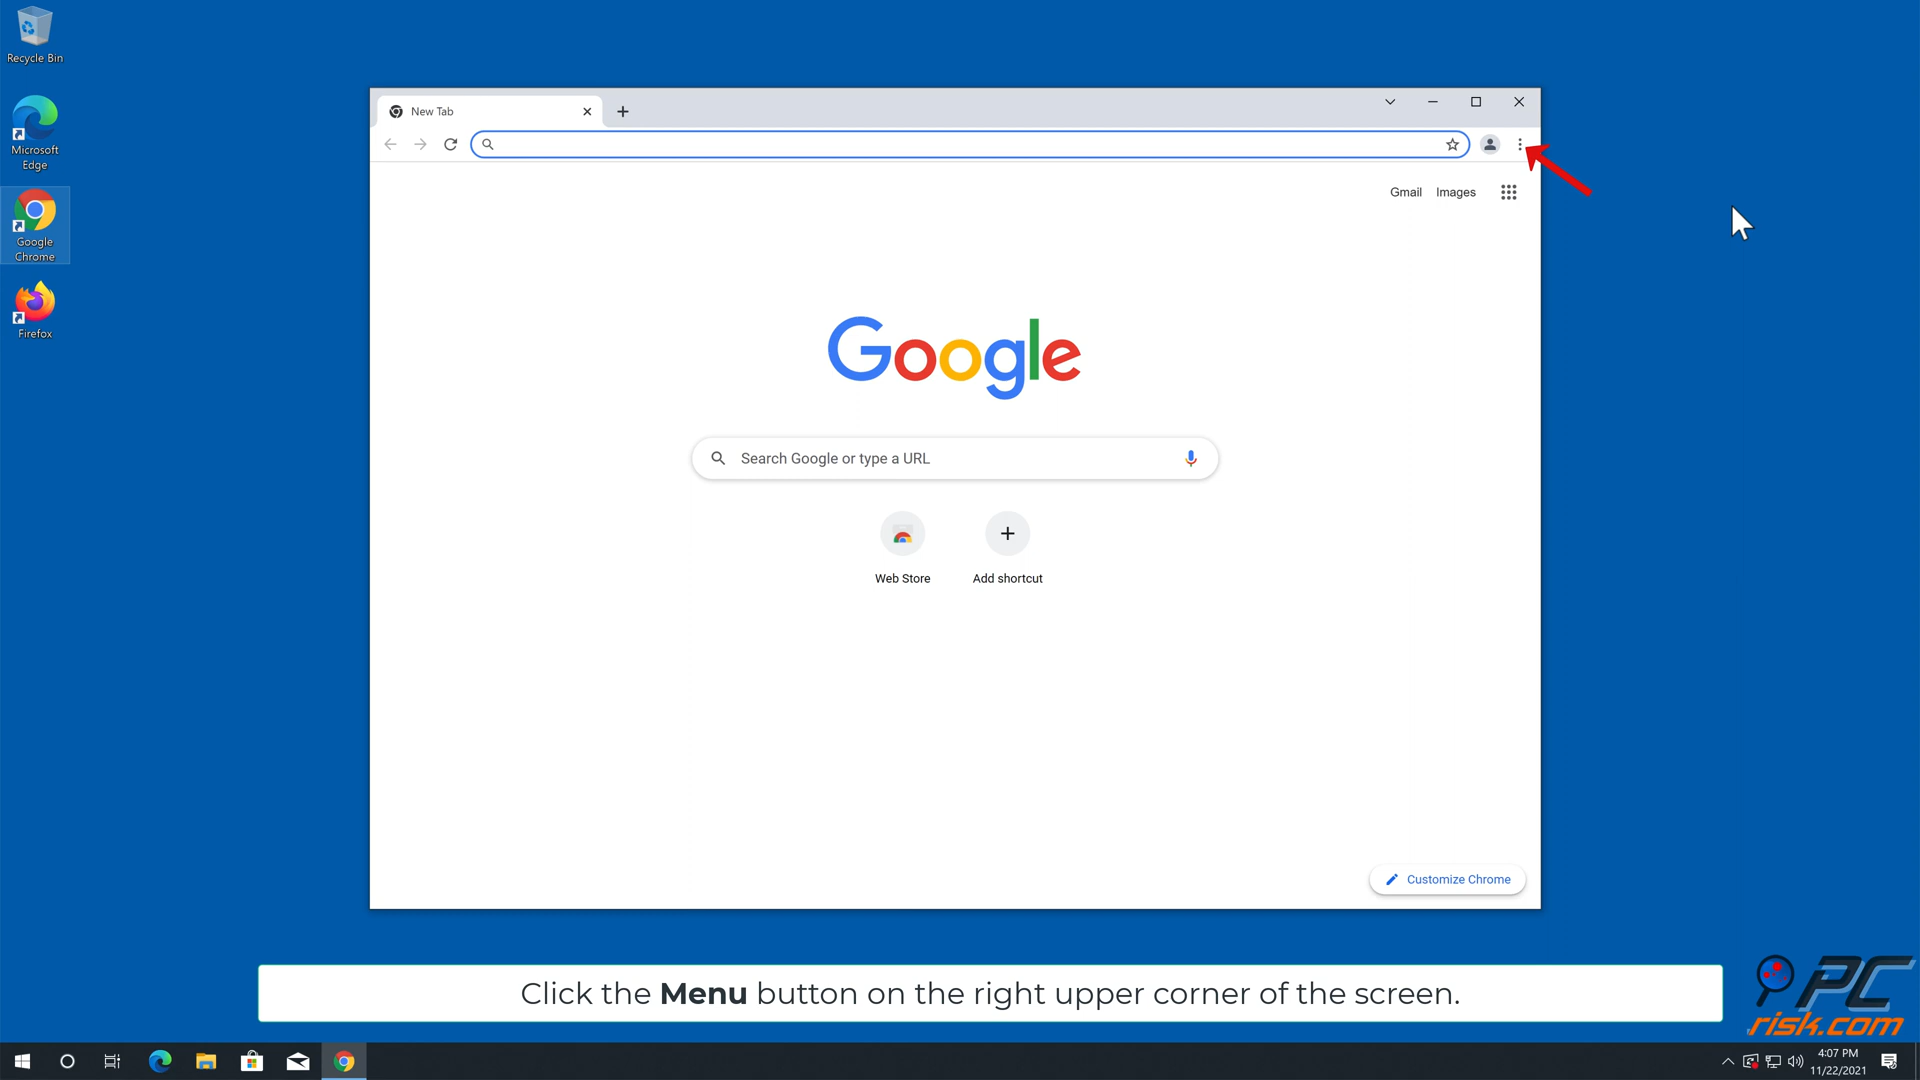 Recycle Bin
Microsoft
Edge
Google
Chrome
Firefox
New Tab
Gmail Images
Google
Search Google or type a URL
Web Store
Add shortcut
Customize Chrome
Click the Menu button on the right upper corner of the screen.
PC
risk.com
4:07 PM
11/22/2021